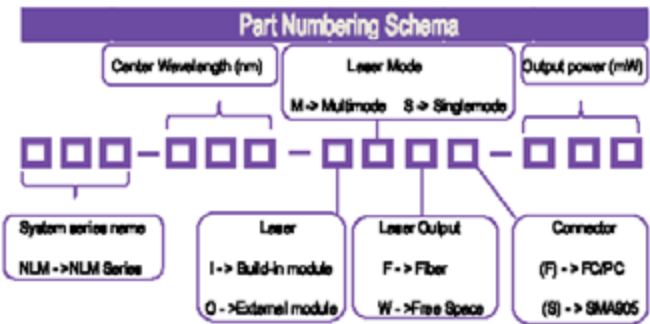 Part Numbering Schema
Center Wavelength (nm)
Laser Mode
M -> Multimode S -> Singlemode
Output power (mW)
System series name
NLM ->NLM Series
Laser
I -> Build-in module
O ->External module
Laser Output
F -> Fiber
W ->Free Space
Connector
(F) -> FC/PC
(S) -> SMA905